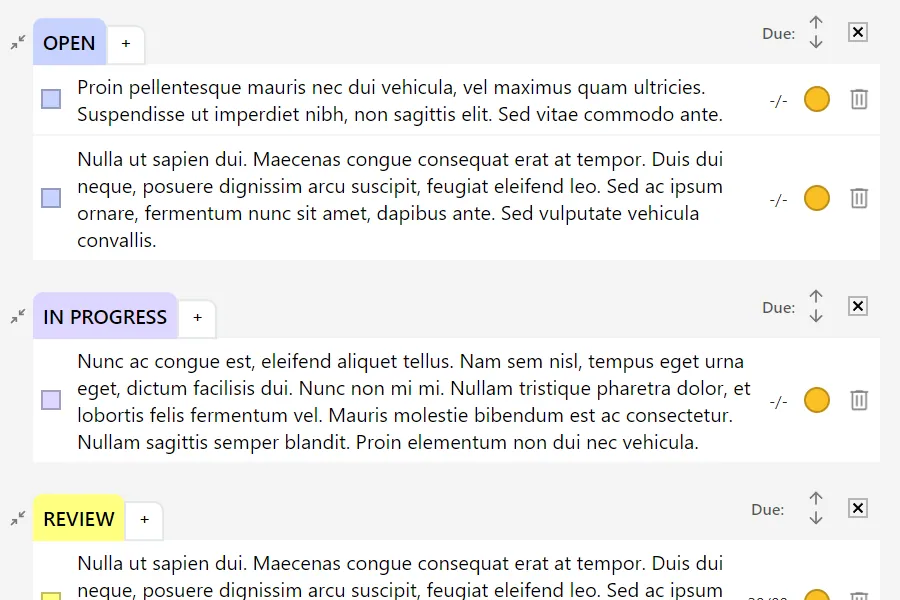 OPEN + Due:
Proin pellentesque mauris nec dui vehicula, vel maximus quam ultricies.
Suspendisse ut imperdiet nibh, non sagittis elit. Sed vitae commodo ante.
-/-
Nulla ut sapien dui. Maecenas congue consequat erat at tempor. Duis dui
neque, posuere dignissim arcu suscipit, feugiat eleifend leo. Sed ac ipsum
ornare, fermentum nunc sit amet, dapibus ante. Sed vulputate vehicula
convallis.
-/-
IN PROGRESS + Due:
Nunc ac congue est, eleifend aliquet tellus. Nam sem nisl, tempus eget urna
eget, dictum facilisis dui. Nunc non mi mi. Nullam tristique pharetra dolor, et
lobortis felis fermentum vel. Mauris molestie bibendum est ac consectetur.
Nullam sagittis semper blandit. Proin elementum non dui nec vehicula.
-/-
REVIEW + Due:
Nulla ut sapien dui. Maecenas congue consequat erat at tempor. Duis dui
neque, posuere dignissim arcu suscipit, feugiat eleifend leo. Sed ac ipsum